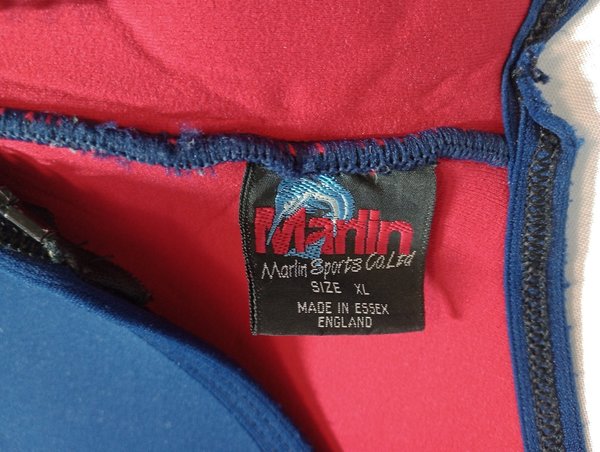 Marlin
Marlin Sports Co. Ltd
SIZE XL
MADE IN ESSEX
ENGLAND